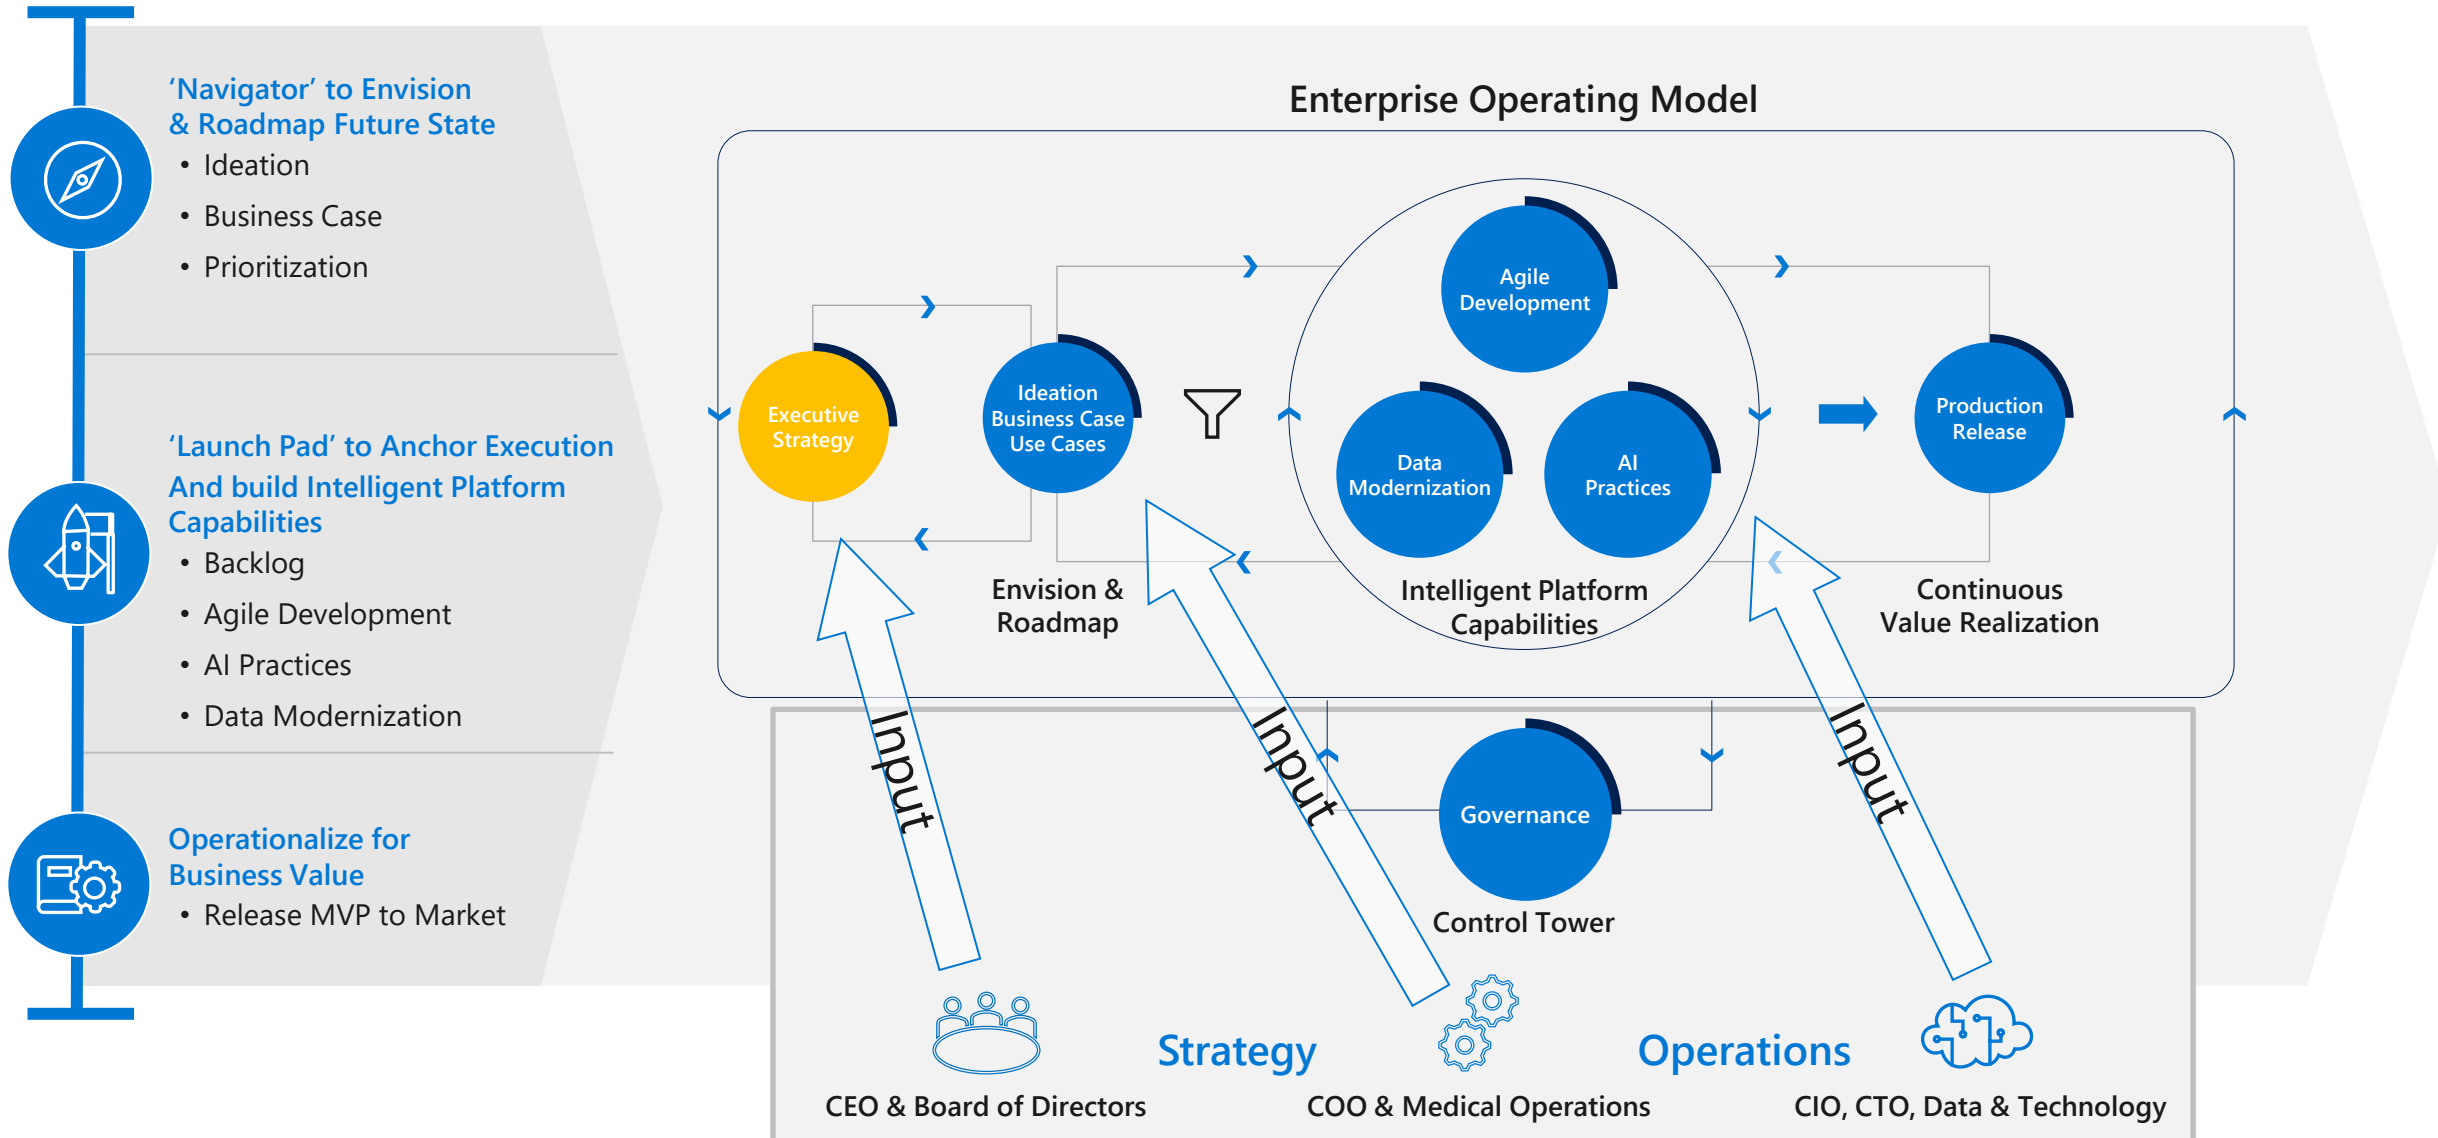 ‘Navigator’ to Envision
& Roadmap Future State
• Ideation
• Business Case
• Prioritization
‘Launch Pad’ to Anchor Execution
And build Intelligent Platform
Capabilities
• Backlog
• Agile Development
• AI Practices
• Data Modernization
Operationalize for
Business Value
• Release MVP to Market
Enterprise Operating Model
Executive
Strategy
Ideation
Business Case
Use Cases
Envision &
Roadmap
Agile
Development
Data
Modernization
AI
Practices
Intelligent Platform
Capabilities
Production
Release
Continuous
Value Realization
Input
Input
Input
Governance
Control Tower
Strategy
Operations
CEO & Board of Directors
COO & Medical Operations
CIO, CTO, Data & Technology